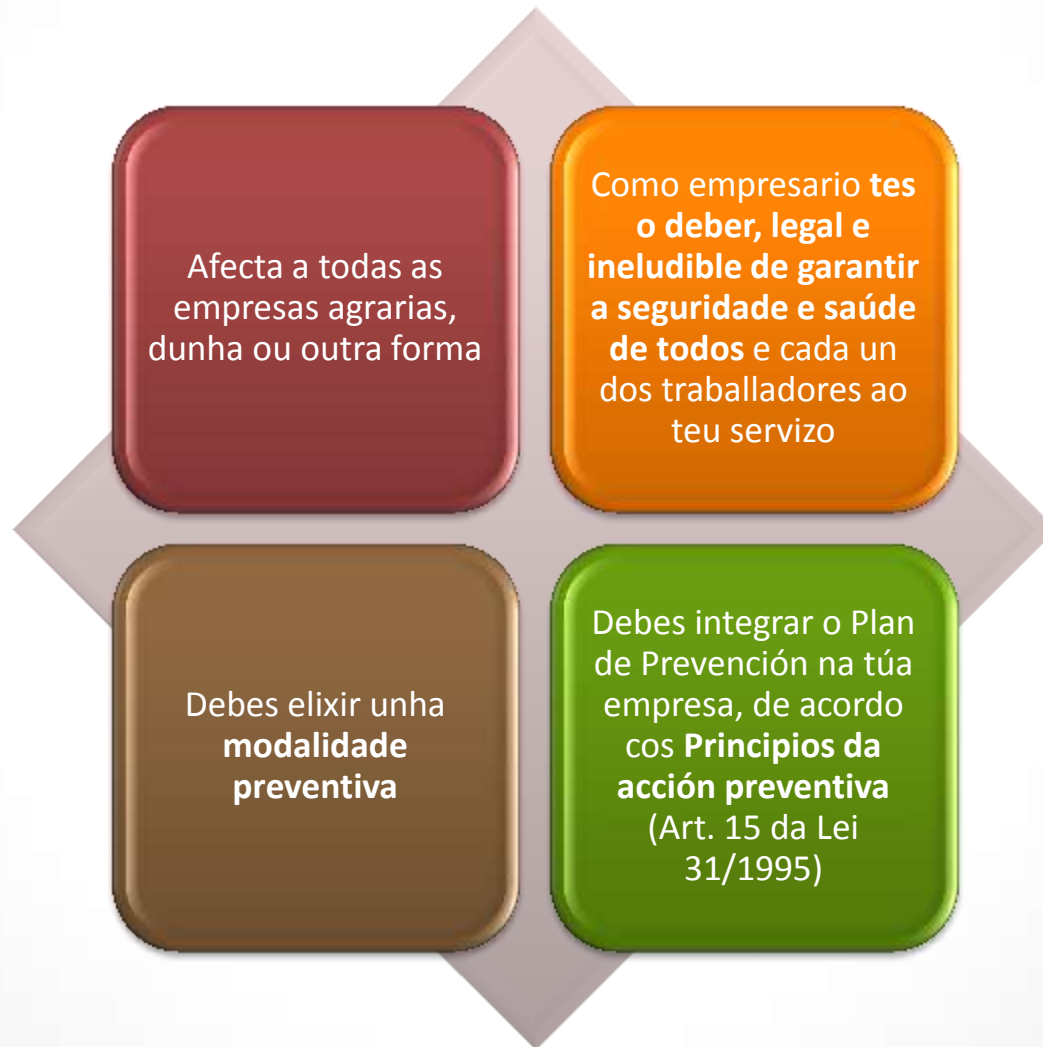 Afecta a todas as
empresas agrarias,
dunha ou outra forma
Como empresario tes
o deber, legal e
ineludible de garantir
a seguridade e saúde
de todos e cada un
dos traballadores ao
teu servizo
Debes elixir unha
modalidade
preventiva
Debes integrar o Plan
de Prevención na túa
empresa, de acordo
cos Principios da
acción preventiva
(Art. 15 da Lei
31/1995)